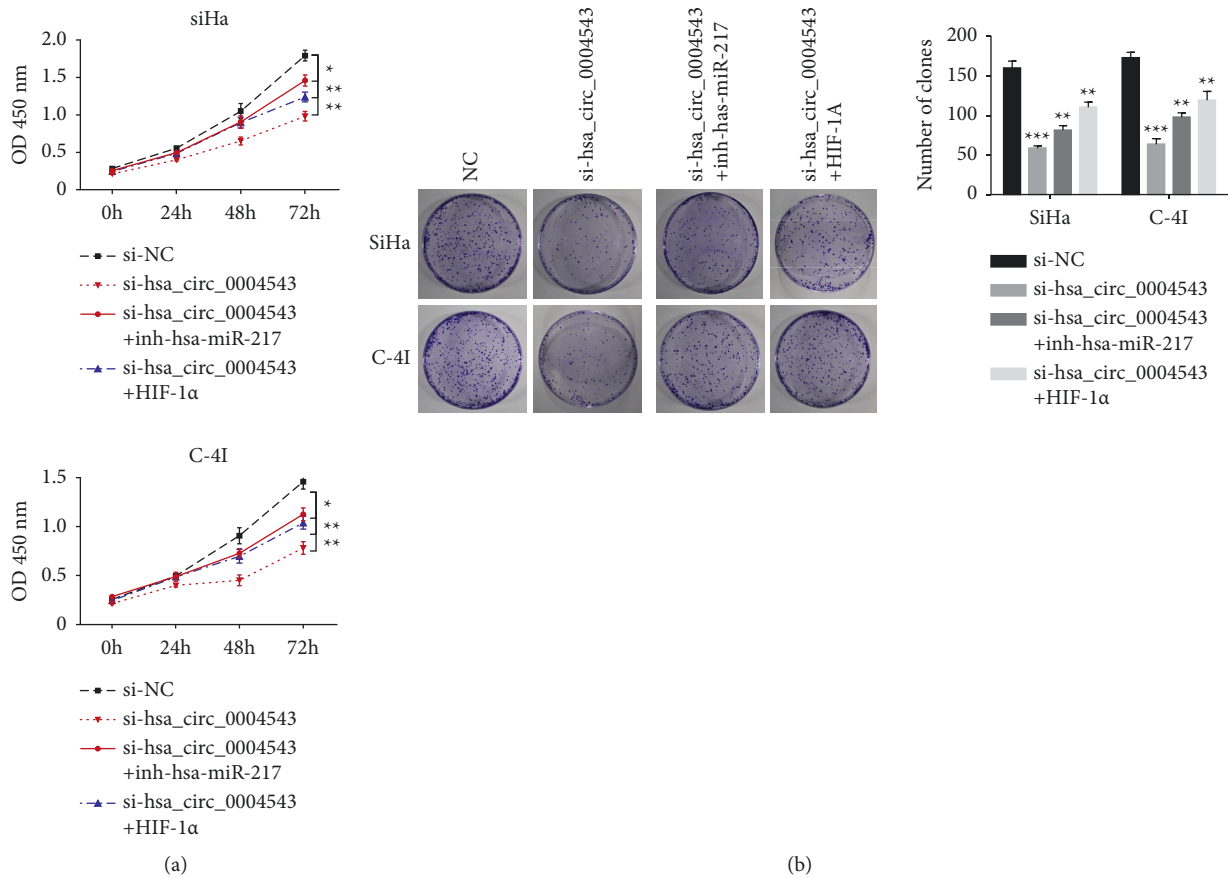 siHa
OD 450 nm
2.0
1.5
1.0
0.5
0
0h 24h 48h 72h
*
**
**
si-NC
si-hsa_circ_0004543
si-hsa_circ_0004543
+inh-hsa-miR-217
si-hsa_circ_0004543
+HIF-1α
C-4I
OD 450 nm
1.5
1.0
0.5
0
0h 24h 48h 72h
*
**
**
si-NC
si-hsa_circ_0004543
si-hsa_circ_0004543
+inh-hsa-miR-217
si-hsa_circ_0004543
+HIF-1α
(a)
NC
si-hsa_circ_0004543
si-hsa_circ_0004543
+inh-has-miR-217
si-hsa_circ_0004543
+HIF-1A
SiHa
C-4I
Number of clones
200
150
100
50
0
*** ** ** *** ** **
SiHa C-4I
si-NC
si-hsa_circ_0004543
si-hsa_circ_0004543
+inh-hsa-miR-217
si-hsa_circ_0004543
+HIF-1α
(b)